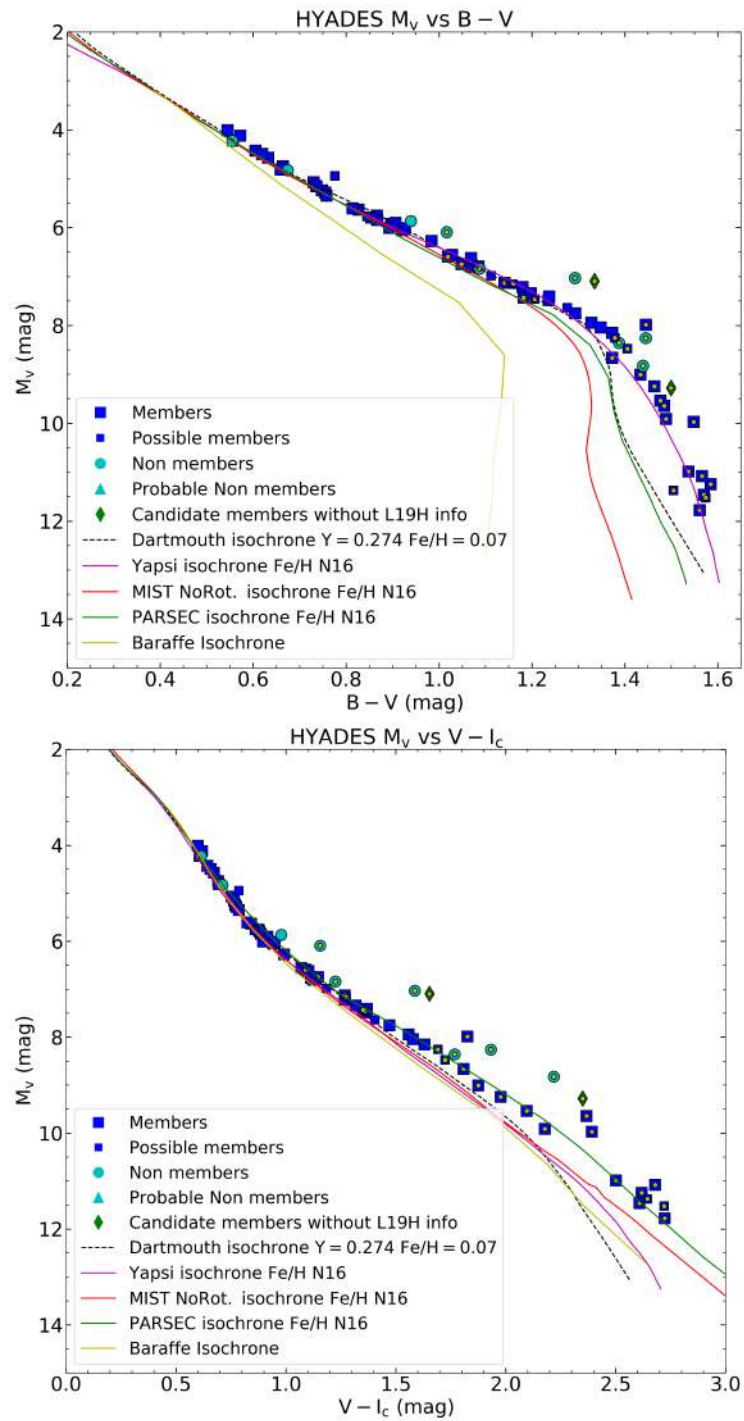 HYADES Mv vs B − V
2
4
6
8
10
12
14
Mv (mag)
Members
Possible members
Non members
Probable Non members
Candidate members without L19H info
Dartmouth isochrone Y = 0.274 Fe/H = 0.07
Yapsi isochrone Fe/H N16
MIST NoRot. isochrone Fe/H N16
PARSEC isochrone Fe/H N16
Baraffe Isochrone
0.2 0.4 0.6 0.8 1.0 1.2 1.4 1.6
B − V (mag)
HYADES Mv vs V − Ic
2
4
6
8
10
12
14
Mv (mag)
Members
Possible members
Non members
Probable Non members
Candidate members without L19H info
Dartmouth isochrone Y = 0.274 Fe/H = 0.07
Yapsi isochrone Fe/H N16
MIST NoRot. isochrone Fe/H N16
PARSEC isochrone Fe/H N16
Baraffe Isochrone
0.0 0.5 1.0 1.5 2.0 2.5 3.0
V − Ic (mag)